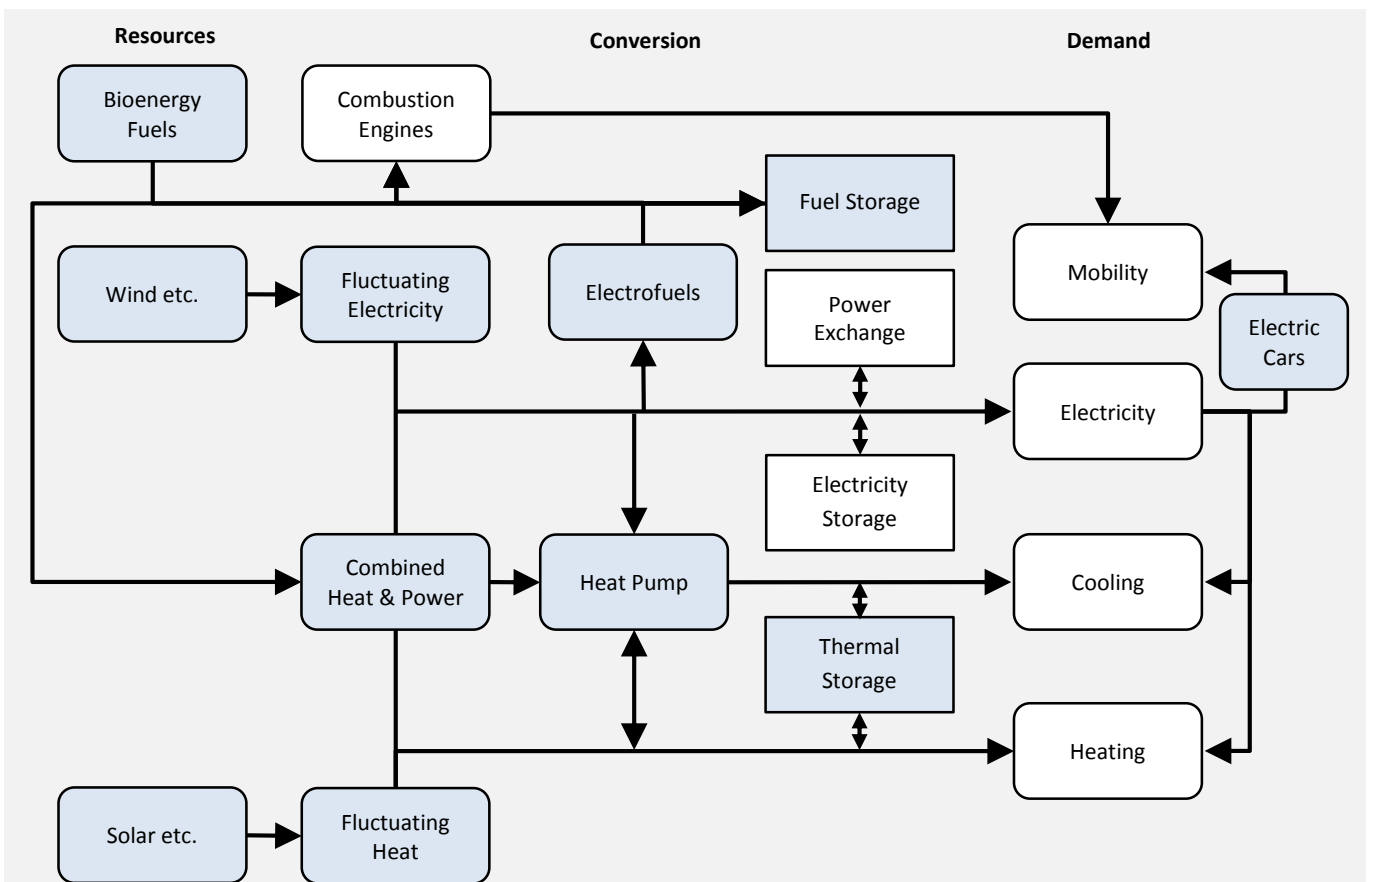 Resources
Conversion
Demand
Bioenergy
Fuels
Combustion
Engines
Fuel Storage
Wind etc.
Fluctuating
Electricity
Electrofuels
Power
Exchange
Mobility
Electric
Cars
Electricity
Electricity
Storage
Combined
Heat & Power
Heat Pump
Cooling
Thermal
Storage
Heating
Solar etc.
Fluctuating
Heat